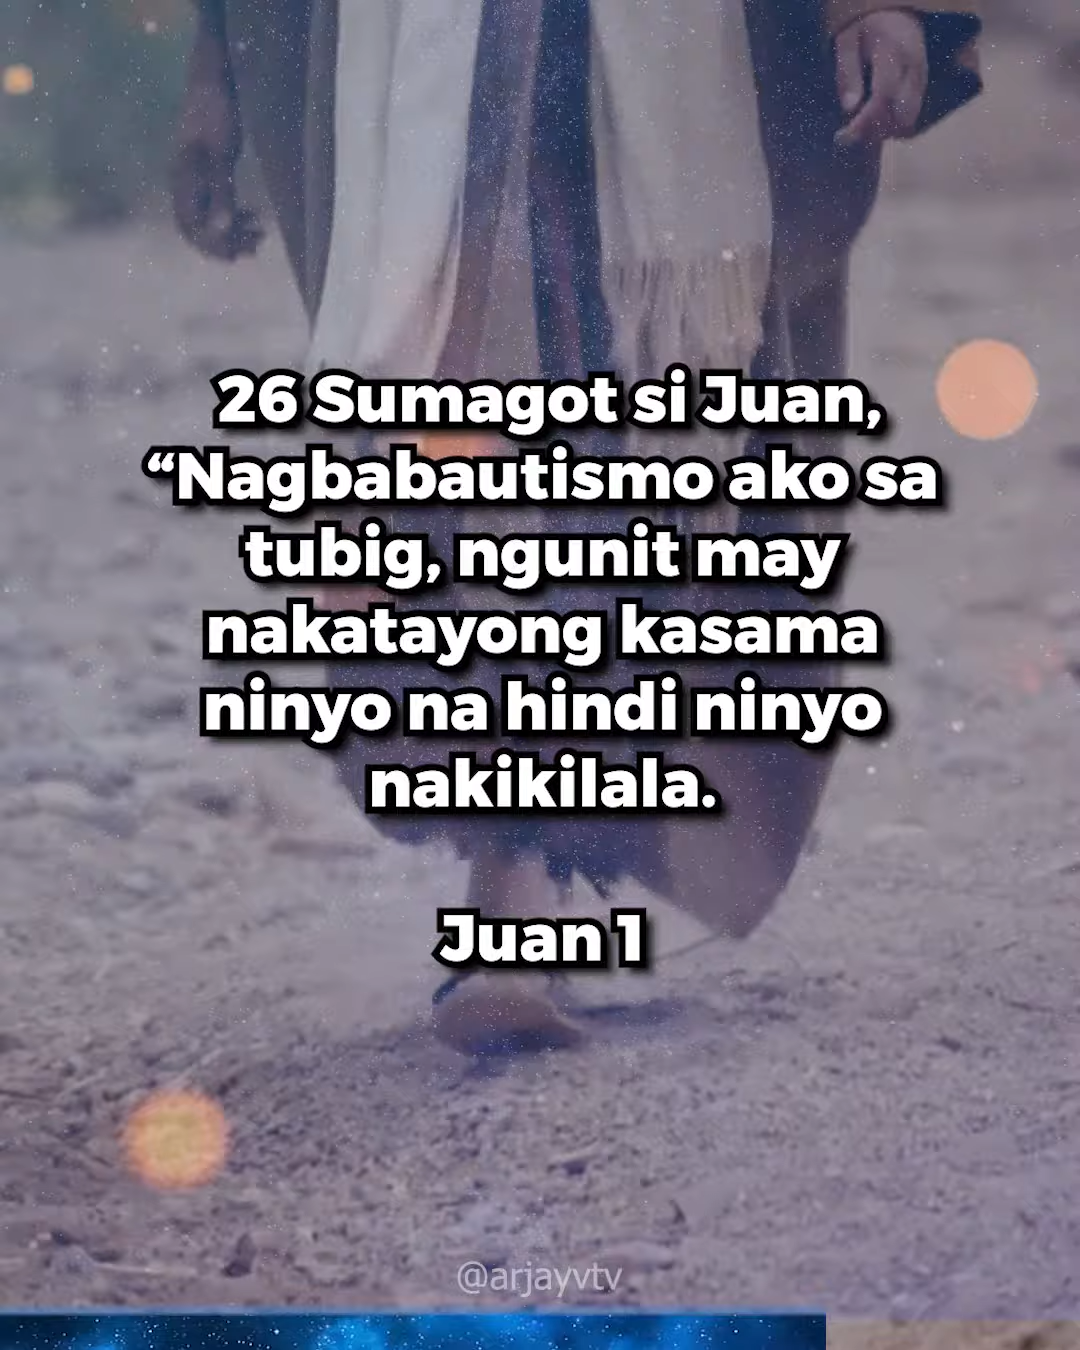 26 Sumagot si Juan,
“Nagbabautismo ako sa
tubig, ngunit may
nakatayong kasama
ninyo na hindi ninyo
nakikilala.
Juan 1
@arjayvtv